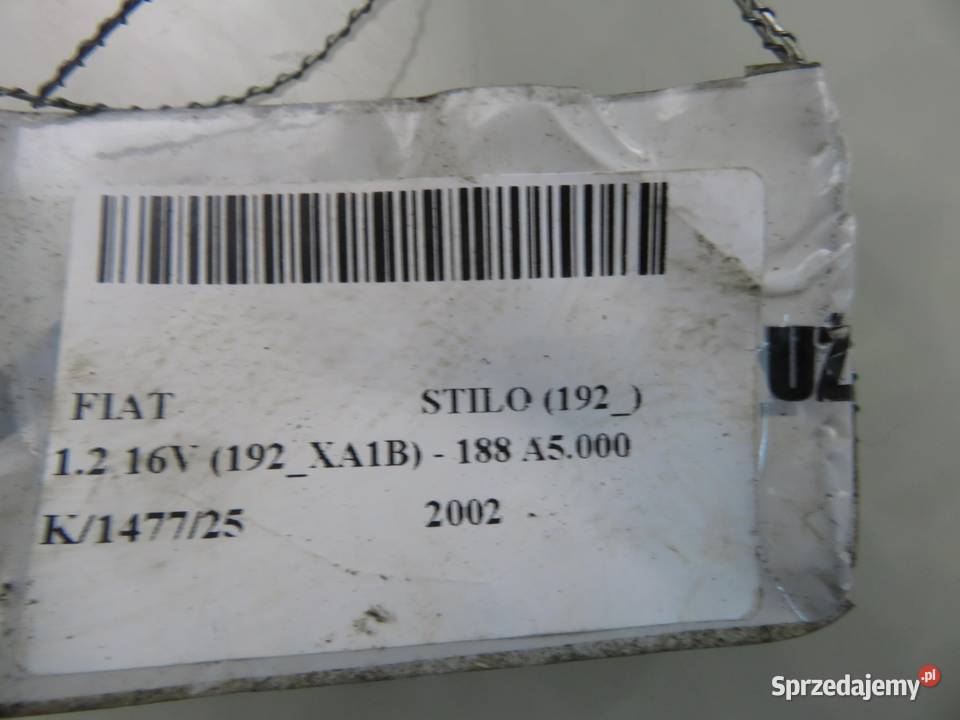 FIAT STILO (192_)
1.2 16V (192_XA1B) - 188 A5.000
K/1477/25 2002
UŻ
Sprzedajemy.pl